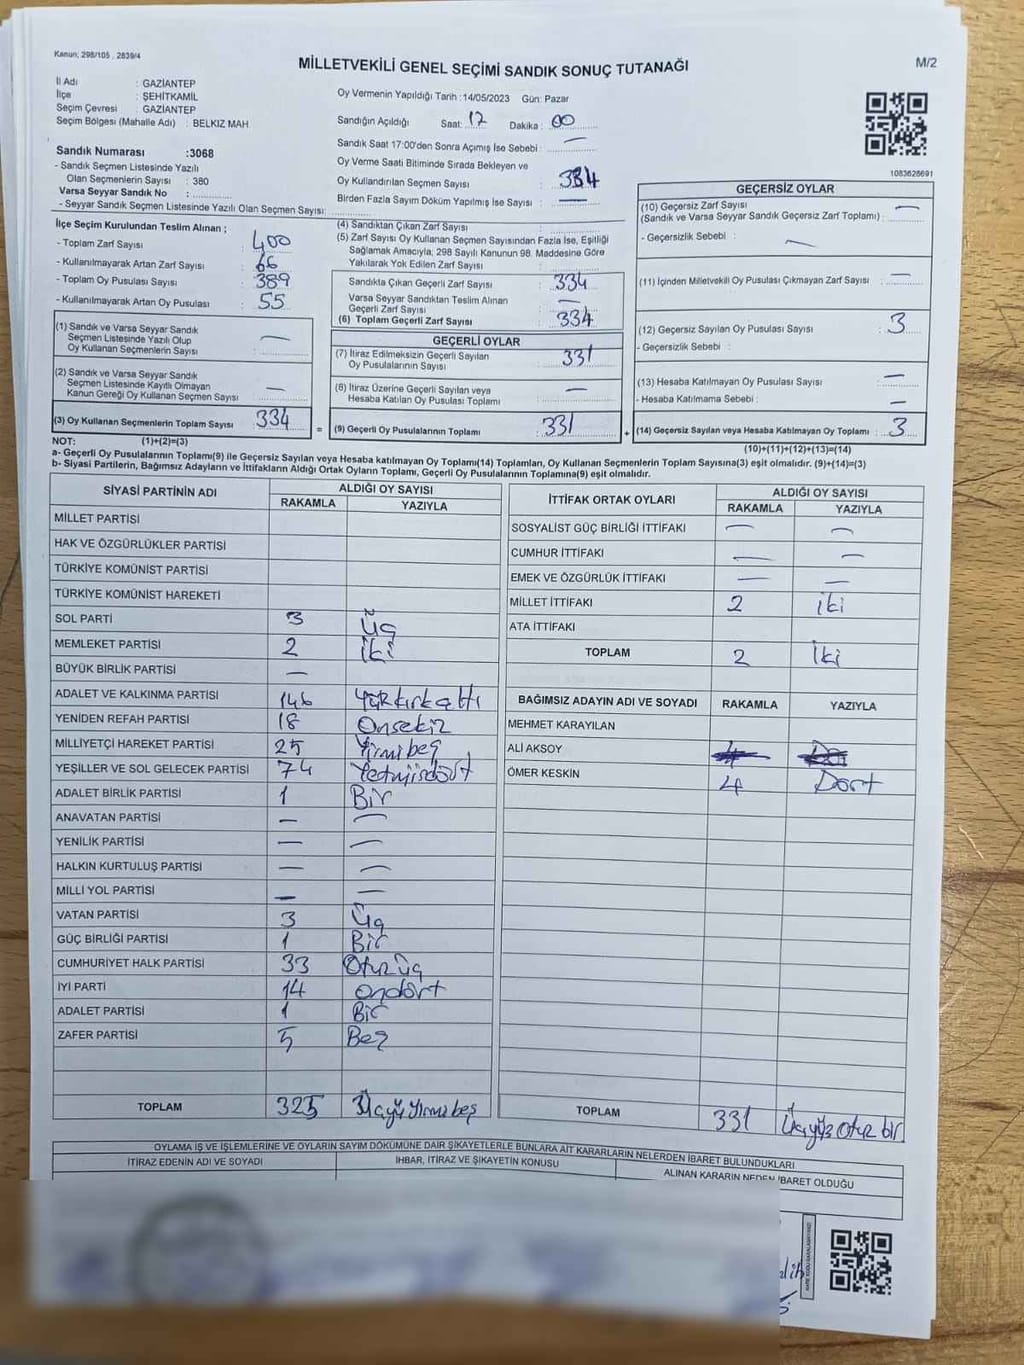 Kanun: 298/105 , 2839/4
MİLLETVEKİLİ GENEL SEÇİMİ SANDIK SONUÇ TUTANAĞI
M/2
İl Adı : GAZİANTEP
İlçe : ŞEHİTKAMİL
Seçim Çevresi : GAZİANTEP
Seçim Bölgesi (Mahalle Adı) : BELKIZ MAH
Sandık Numarası :3068
- Sandık Seçmen Listesinde Yazılı
Olan Seçmenlerin Sayısı : 380
Varsa Seyyar Sandık No :
- Seyyar Sandık Seçmen Listesinde Yazılı Olan Seçmen Sayısı:
Oy Vermenin Yapıldığı Tarih :14/05/2023 Gün: Pazar
Sandığın Açıldığı Saat: 17 Dakika : 00
Sandık Saat 17:00'den Sonra Açımış İse Sebebi : —
Oy Verme Saati Bitiminde Sırada Bekleyen ve
Oy Kullandırılan Seçmen Sayısı : 334
Birden Fazla Sayım Döküm Yapılmış İse Sayısı : —
1083628691
İlçe Seçim Kurulundan Teslim Alınan ;
- Toplam Zarf Sayısı : 400
- Kullanılmayarak Artan Zarf Sayısı : 66
- Toplam Oy Pusulası Sayısı : 389
- Kullanılmayarak Artan Oy Pusulası : 55
(1) Sandık ve Varsa Seyyar Sandık
Seçmen Listesinde Yazılı Olup
Oy Kullanan Seçmenlerin Sayısı : —
(2) Sandık ve Varsa Seyyar Sandık
Seçmen Listesinde Kayıtlı Olmayan
Kanun Gereği Oy Kullanan Seçmen Sayısı : —
(3) Oy Kullanan Seçmenlerin Toplam Sayısı : 334
(4) Sandıktan Çıkan Zarf Sayısı :
(5) Zarf Sayısı Oy Kullanan Seçmen Sayısından Fazla İse, Eşitliği
Sağlamak Amacıyla; 298 Sayılı Kanunun 98. Maddesine Göre
Yakılarak Yok Edilen Zarf Sayısı :
Sandıkta Çıkan Geçerli Zarf Sayısı : 334
Varsa Seyyar Sandıktan Teslim Alınan
Geçerli Zarf Sayısı : —
(6) Toplam Geçerli Zarf Sayısı : 334
GEÇERLİ OYLAR
(7) İtiraz Edilmeksizin Geçerli Sayılan
Oy Pusulalarının Sayısı : 331
(8) İtiraz Üzerine Geçerli Sayılan veya
Hesaba Katılan Oy Pusulası Toplamı : —
= (9) Geçerli Oy Pusulalarının Toplamı : 331
GEÇERSİZ OYLAR
(10) Geçersiz Zarf Sayısı —
(Sandık ve Varsa Seyyar Sandık Geçersiz Zarf Toplamı) :
- Geçersizlik Sebebi : —
(11) İçinden Milletvekili Oy Pusulası Çıkmayan Zarf Sayısı : —
(12) Geçersiz Sayılan Oy Pusulası Sayısı : 3
- Geçersizlik Sebebi :
(13) Hesaba Katılmayan Oy Pusulası Sayısı : —
- Hesaba Katılmama Sebebi : —
+ (14) Geçersiz Sayılan veya Hesaba Katılmayan Oy Toplamı : 3
NOT: (1)+(2)=(3)
(10)+(11)+(12)+(13)=(14)
a- Geçerli Oy Pusulalarının Toplamı(9) ile Geçersiz Sayılan veya Hesaba Katılmayan Oy Toplamı(14) Toplamları, Oy Kullanan Seçmenlerin Toplam Sayısına(3) eşit olmalıdır. (9)+(14)=(3)
b- Siyasi Partilerin, Bağımsız Adayların ve İttifakların Aldığı Ortak Oyların Toplamı, Geçerli Oy Pusulalarının Toplamına(9) eşit olmalıdır.
SİYASİ PARTİNİN ADI ALDIĞI OY SAYISI
RAKAMLA YAZIYLA
MİLLET PARTİSİ
HAK VE ÖZGÜRLÜKLER PARTİSİ
TÜRKİYE KOMÜNİST PARTİSİ
TÜRKİYE KOMÜNİST HAREKETİ
SOL PARTİ 3 Üç
MEMLEKET PARTİSİ 2 İki
BÜYÜK BİRLİK PARTİSİ —
ADALET VE KALKINMA PARTİSİ 146 Yüzkırkaltı
YENİDEN REFAH PARTİSİ 18 Onsekiz
MİLLİYETÇİ HAREKET PARTİSİ 25 Yirmibeş
YEŞİLLER VE SOL GELECEK PARTİSİ 74 Yetmişdört
ADALET BİRLİK PARTİSİ 1 Bir
ANAVATAN PARTİSİ — —
YENİLİK PARTİSİ — —
HALKIN KURTULUŞ PARTİSİ — —
MİLLİ YOL PARTİSİ — —
VATAN PARTİSİ 3 Üç
GÜÇ BİRLİĞİ PARTİSİ 1 Bir
CUMHURİYET HALK PARTİSİ 33 Otuz üç
İYİ PARTİ 14 ondört
ADALET PARTİSİ 1 Bir
ZAFER PARTİSİ 5 Beş
TOPLAM 325 Üçyüzyirmibeş
İTTİFAK ORTAK OYLARI ALDIĞI OY SAYISI
RAKAMLA YAZIYLA
SOSYALİST GÜÇ BİRLİĞİ İTTİFAKI — —
CUMHUR İTTİFAKI — —
EMEK VE ÖZGÜRLÜK İTTİFAKI — —
MİLLET İTTİFAKI 2 iki
ATA İTTİFAKI
TOPLAM 2 İki
BAĞIMSIZ ADAYIN ADI VE SOYADI RAKAMLA YAZIYLA
MEHMET KARAYILAN
ALİ AKSOY
ÖMER KESKİN 4 Dört
TOPLAM 331 Üçyüz otuz bir
OYLAMA İŞ VE İŞLEMLERİNE VE OYLARIN SAYIM DÖKÜMÜNE DAİR ŞİKAYETLERLE BUNLARA AİT KARARLARIN NELERDEN İBARET BULUNDUKLARI
İTİRAZ EDENİN ADI VE SOYADI İHBAR, İTİRAZ VE ŞİKAYETİN KONUSU ALINAN KARARIN NEDEN İBARET OLDUĞU